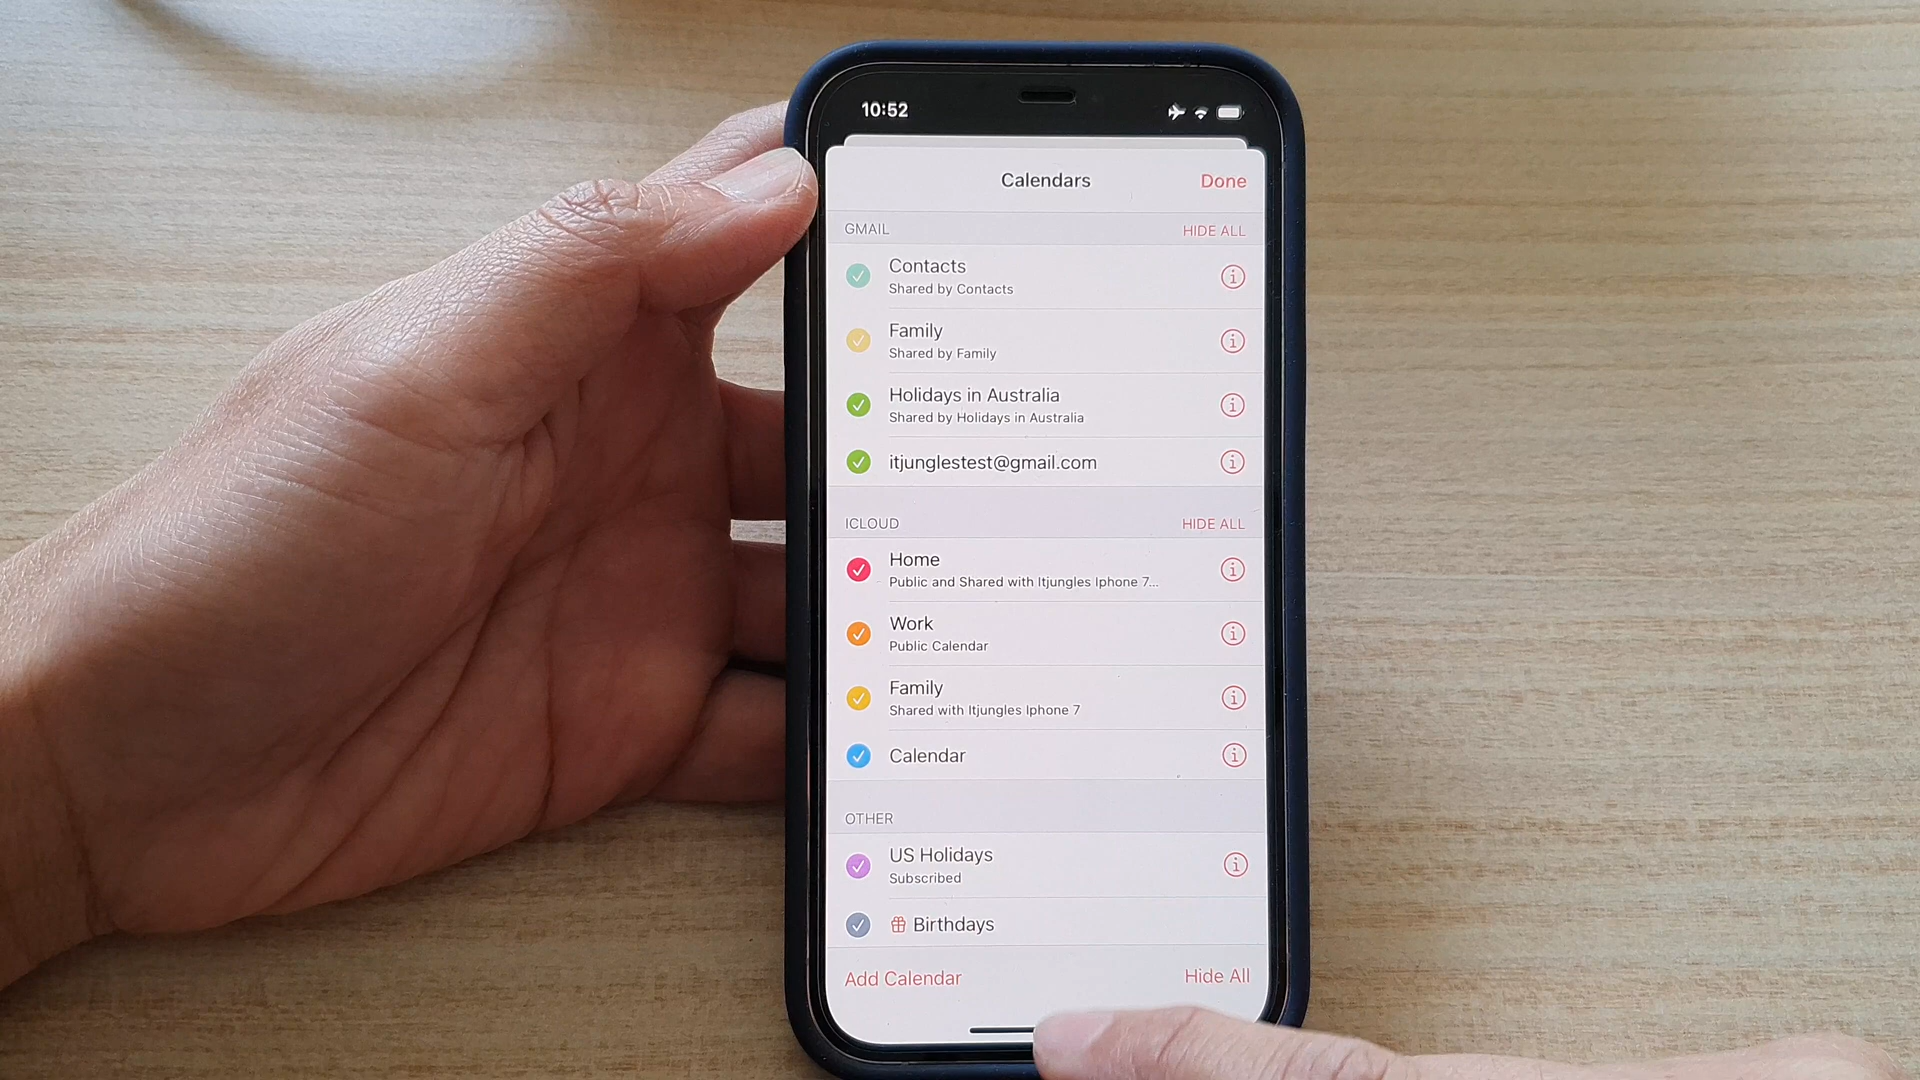 10:52
Calendars
Done
GMAIL
HIDE ALL
Contacts
Shared by Contacts
Family
Shared by Family
Holidays in Australia
Shared by Holidays in Australia
itjunglestest@gmail.com
ICLOUD
HIDE ALL
Home
Public and Shared with Itjungles Iphone 7...
Work
Public Calendar
Family
Shared with Itjungles Iphone 7
Calendar
OTHER
US Holidays
Subscribed
Birthdays
Add Calendar
Hide All